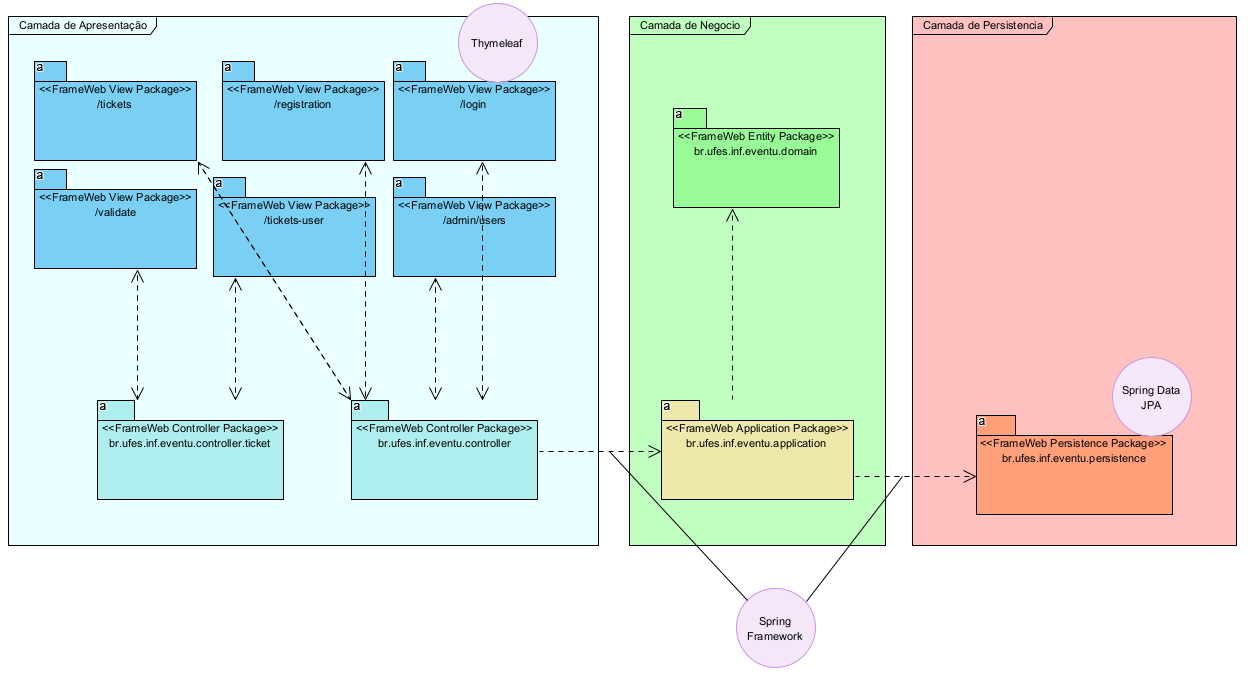 Camada de Apresentação
Thymeleaf
a
<<FrameWeb View Package>>
/tickets
a
<<FrameWeb View Package>>
/registration
a
<<FrameWeb View Package>>
/login
a
<<FrameWeb View Package>>
/validate
a
<<FrameWeb View Package>>
/tickets-user
a
<<FrameWeb View Package>>
/admin/users
a
<<FrameWeb Controller Package>>
br.ufes.inf.eventu.controller.ticket
a
<<FrameWeb Controller Package>>
br.ufes.inf.eventu.controller
Camada de Negocio
a
<<FrameWeb Entity Package>>
br.ufes.inf.eventu.domain
a
<<FrameWeb Application Package>>
br.ufes.inf.eventu.application
Camada de Persistencia
Spring Data
JPA
a
<<FrameWeb Persistence Package>>
br.ufes.inf.eventu.persistence
Spring
Framework